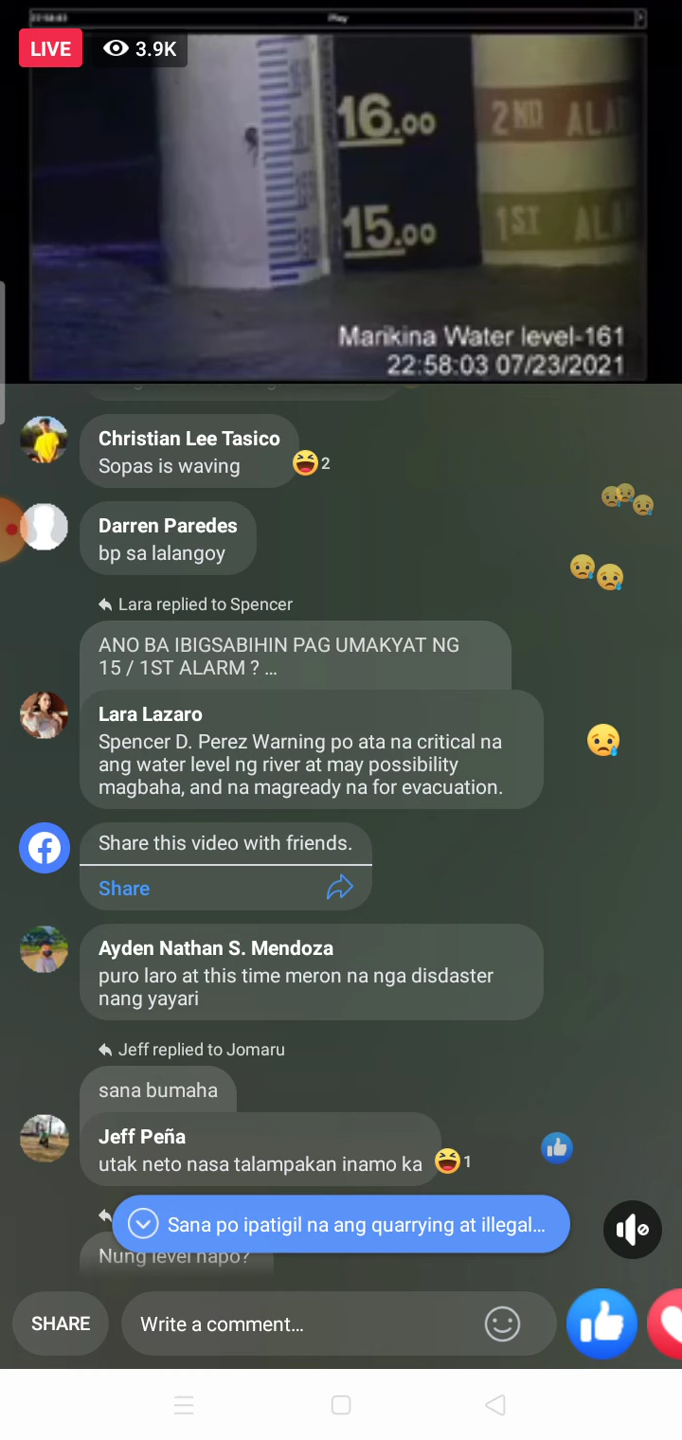 Play
LIVE
3.9K
16.00
2ND ALA
15.00
1ST ALA
Marikina Water level-161
22:58:03 07/23/2021
Christian Lee Tasico
Sopas is waving
2
Darren Paredes
bp sa lalangoy
Lara replied to Spencer
ANO BA IBIGSABIHIN PAG UMAKYAT NG
15 / 1ST ALARM ? ...
Lara Lazaro
Spencer D. Perez Warning po ata na critical na
ang water level ng river at may possibility
magbaha, and na magready na for evacuation.
Share this video with friends.
Share
Ayden Nathan S. Mendoza
puro laro at this time meron na nga disdaster
nang yayari
Jeff replied to Jomaru
sana bumaha
Jeff Peña
utak neto nasa talampakan inamo ka
1
Sana po ipatigil na ang quarrying at illegal...
Nung level napo?
SHARE
Write a comment...